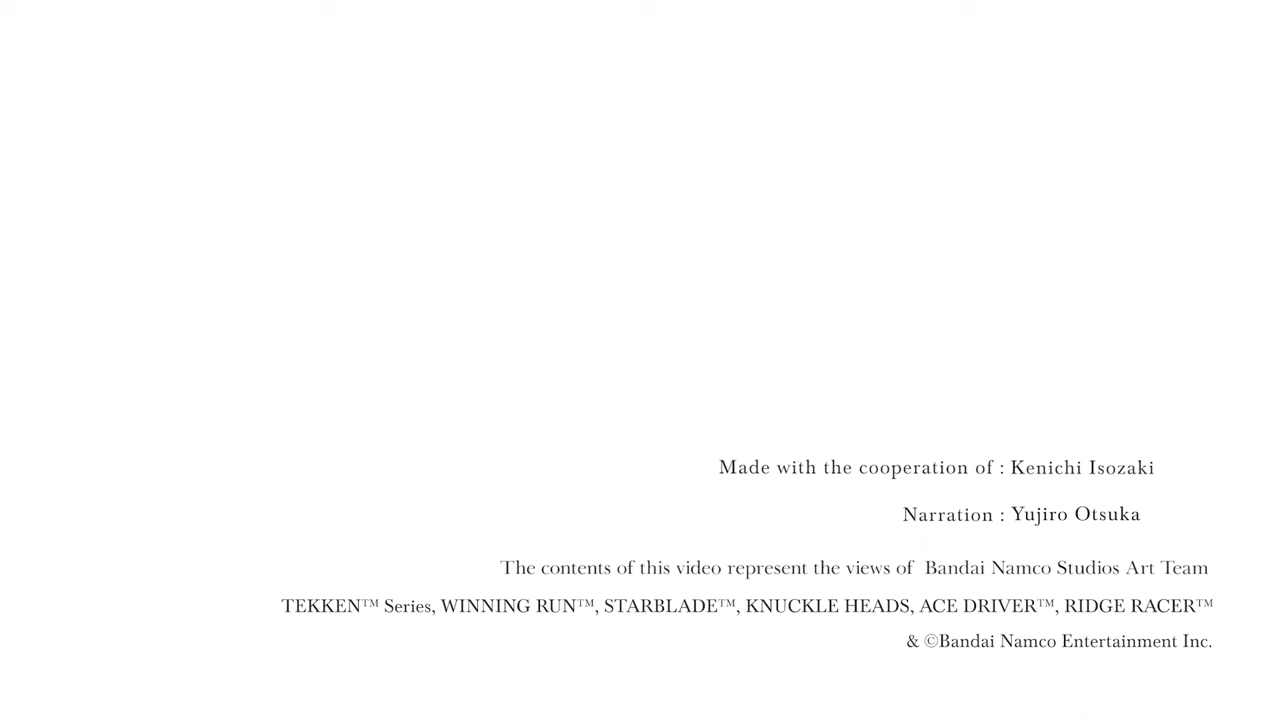 Made with the cooperation of : Kenichi Isozaki
Narration : Yujiro Otsuka
The contents of this video represent the views of Bandai Namco Studios Art Team
TEKKEN™ Series, WINNING RUN™, STARBLADE™, KNUCKLE HEADS, ACE DRIVER™, RIDGE RACER™
& ©Bandai Namco Entertainment Inc.